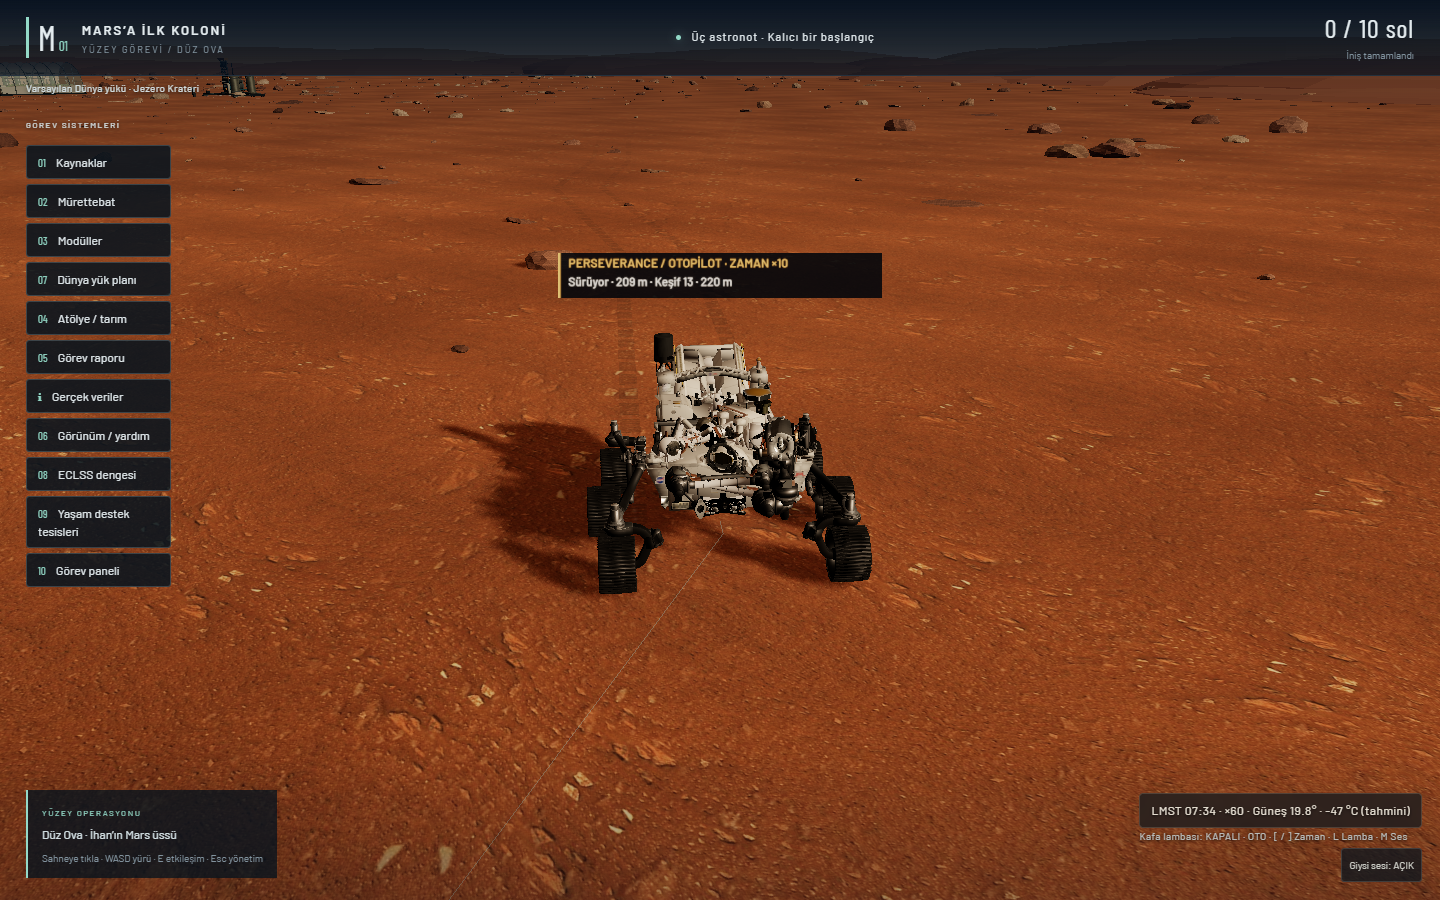 M 01
MARS'A İLK KOLONİ
YÜZEY GÖREVİ / DÜZ OVA
Üç astronot · Kalıcı bir başlangıç
0 / 10 sol
İniş tamamlandı
Varsayılan Dünya yükü · Jezero Krateri
GÖREV SİSTEMLERİ
01 Kaynaklar
02 Mürettebat
03 Modüller
07 Dünya yük planı
04 Atölye / tarım
05 Görev raporu
i Gerçek veriler
06 Görünüm / yardım
08 ECLSS dengesi
09 Yaşam destek
tesisleri
10 Görev paneli
PERSEVERANCE / OTOPİLOT · ZAMAN ×10
Sürüyor · 209 m · Keşif 13 · 220 m
YÜZEY OPERASYONU
Düz Ova · İhan'ın Mars üssü
Sahneye tıkla · WASD yürü · E etkileşim · Esc yönetim
LMST 07:34 · ×60 · Güneş 19.8° · -47 °C (tahmini)
Kafa lambası: KAPALI · OTO · [ / ] Zaman · L Lamba · M Ses
Giysi sesi: AÇIK